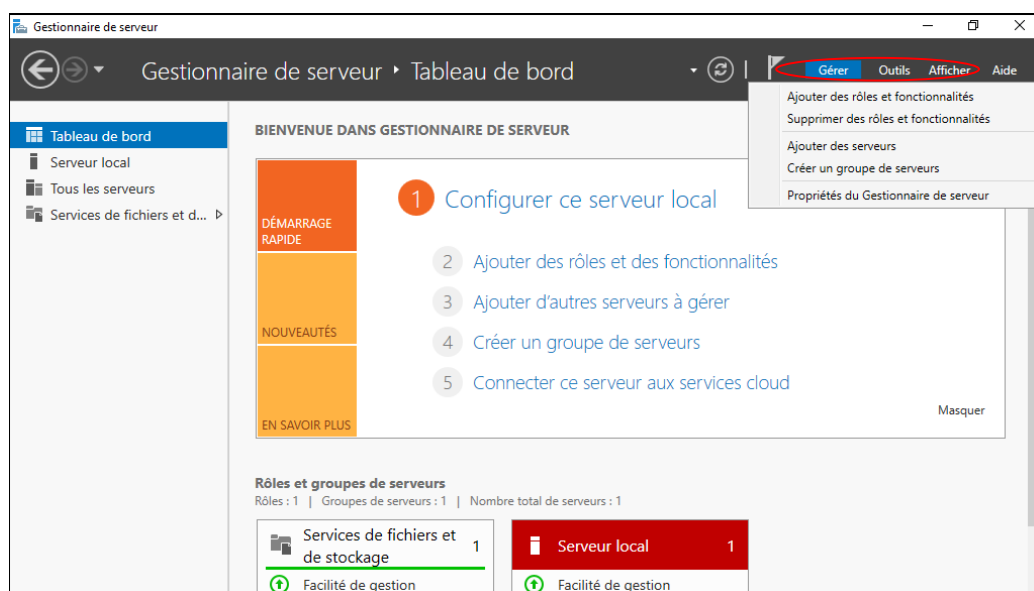 Gestionnaire de serveur
Gestionnaire de serveur ‣ Tableau de bord
Gérer Outils Afficher Aide
Ajouter des rôles et fonctionnalités
Supprimer des rôles et fonctionnalités
Ajouter des serveurs
Créer un groupe de serveurs
Propriétés du Gestionnaire de serveur
Tableau de bord
Serveur local
Tous les serveurs
Services de fichiers et d...
BIENVENUE DANS GESTIONNAIRE DE SERVEUR
DÉMARRAGE
RAPIDE
NOUVEAUTÉS
EN SAVOIR PLUS
1 Configurer ce serveur local
2 Ajouter des rôles et des fonctionnalités
3 Ajouter d'autres serveurs à gérer
4 Créer un groupe de serveurs
5 Connecter ce serveur aux services cloud
Masquer
Rôles et groupes de serveurs
Rôles : 1 | Groupes de serveurs : 1 | Nombre total de serveurs : 1
Services de fichiers et
de stockage
1
Facilité de gestion
Serveur local 1
Facilité de gestion